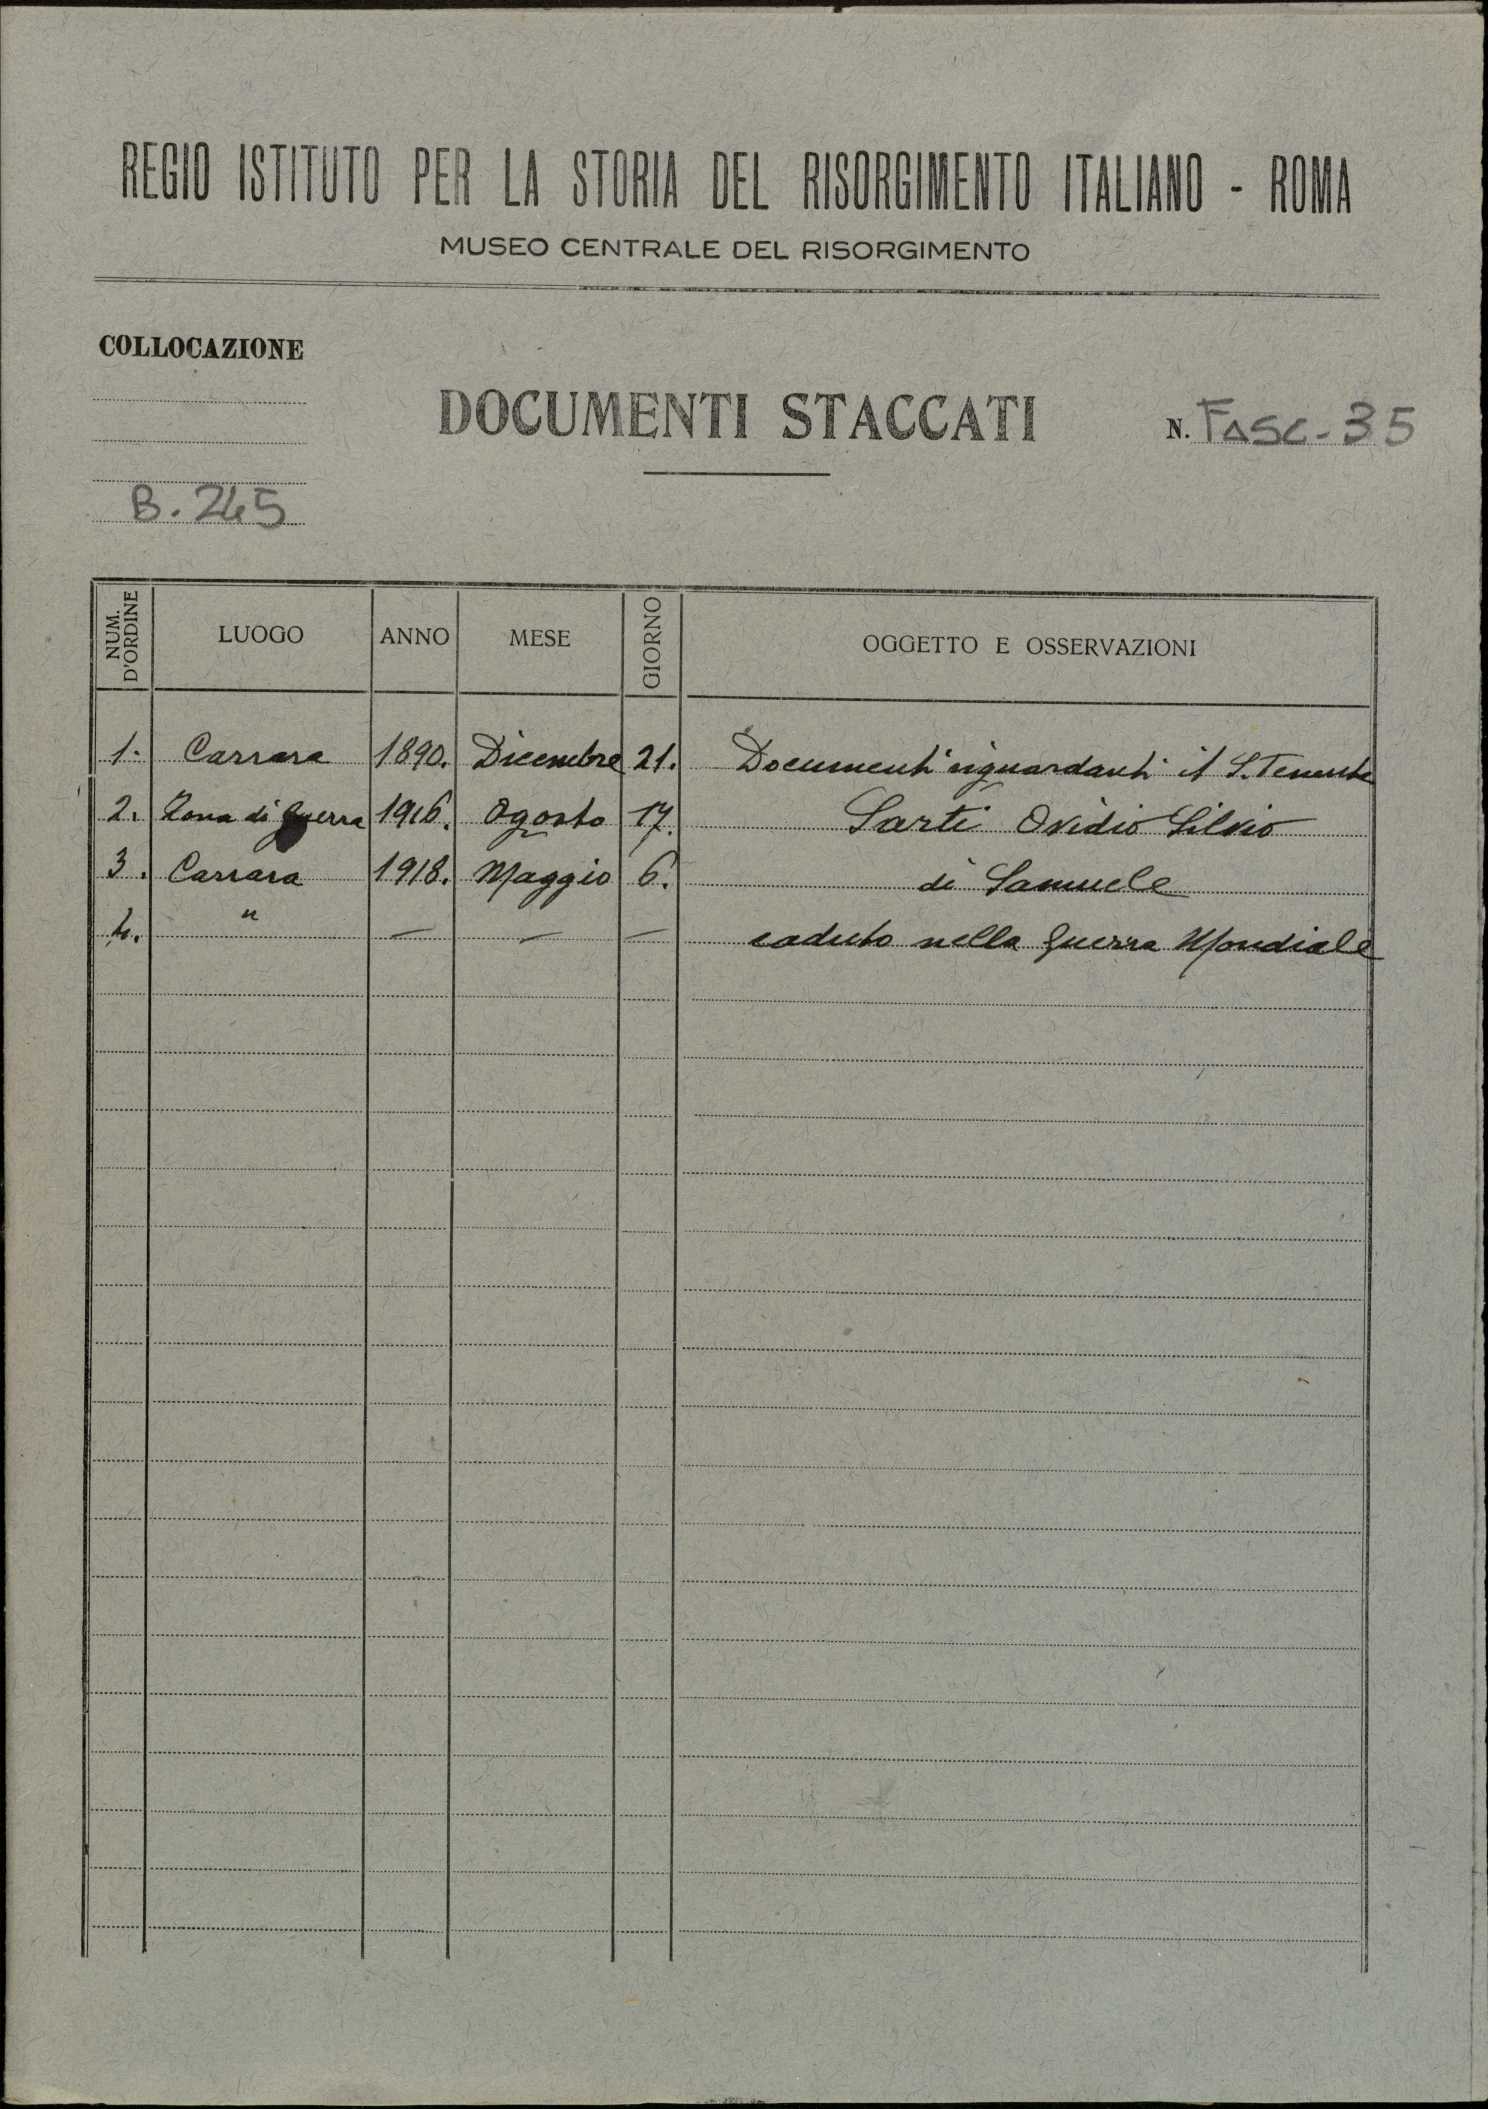 REGIO ISTITUTO PER LA STORIA DEL RISORGIMENTO ITALIANO - ROMA
MUSEO CENTRALE DEL RISORGIMENTO
COLLOCAZIONE
DOCUMENTI STACCATI
N. FASC. 35
B. 245
NUM. D'ORDINE LUOGO ANNO MESE GIORNO OGGETTO E OSSERVAZIONI
1. Carrara 1890. Dicembre 21. Documenti riguardanti il S. Tenente
2. Zona di guerra 1916. Agosto 17. Sarti Ovidio Silvio
3. Carrara 1918. Maggio 6. di Samuele
4. " — — — caduto nella Guerra Mondiale